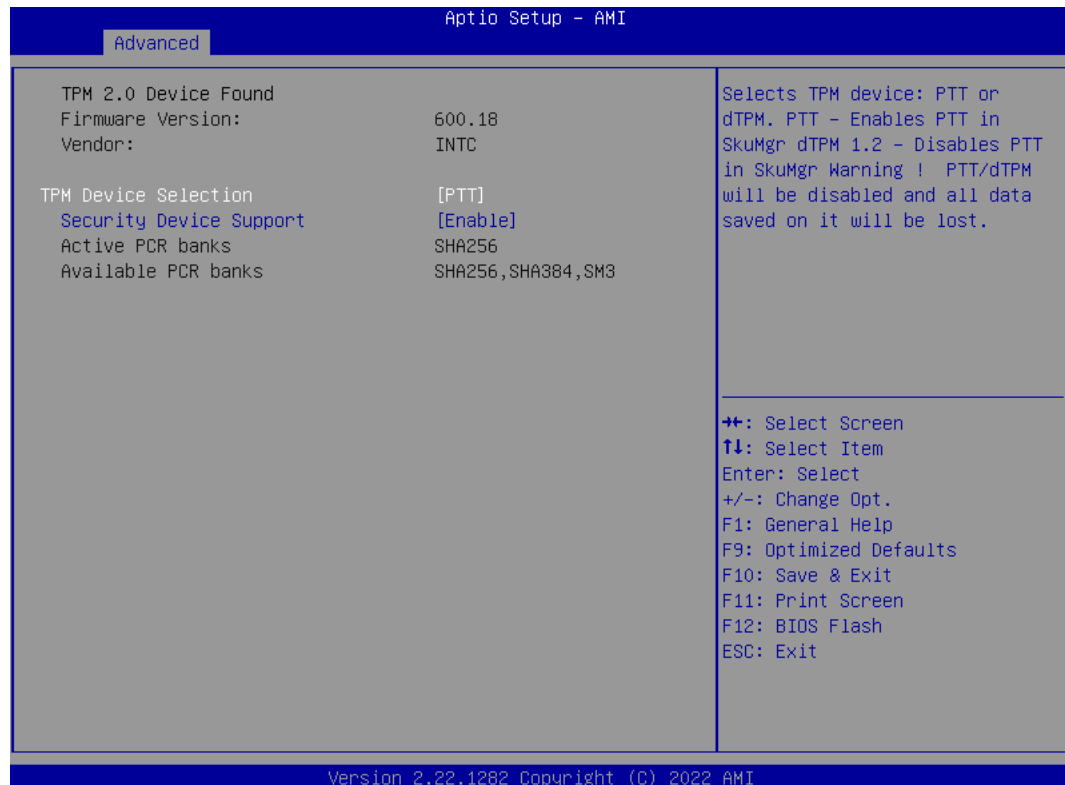 Aptio Setup – AMI
Advanced
TPM 2.0 Device Found
Firmware Version: 600.18
Vendor: INTC
TPM Device Selection [PTT]
Security Device Support [Enable]
Active PCR banks SHA256
Available PCR banks SHA256,SHA384,SM3
Selects TPM device: PTT or
dTPM. PTT – Enables PTT in
SkuMgr dTPM 1.2 – Disables PTT
in SkuMgr Warning ! PTT/dTPM
will be disabled and all data
saved on it will be lost.
→←: Select Screen
↑↓: Select Item
Enter: Select
+/–: Change Opt.
F1: General Help
F9: Optimized Defaults
F10: Save & Exit
F11: Print Screen
F12: BIOS Flash
ESC: Exit
Version 2.22.1282 Copyright (C) 2022 AMI